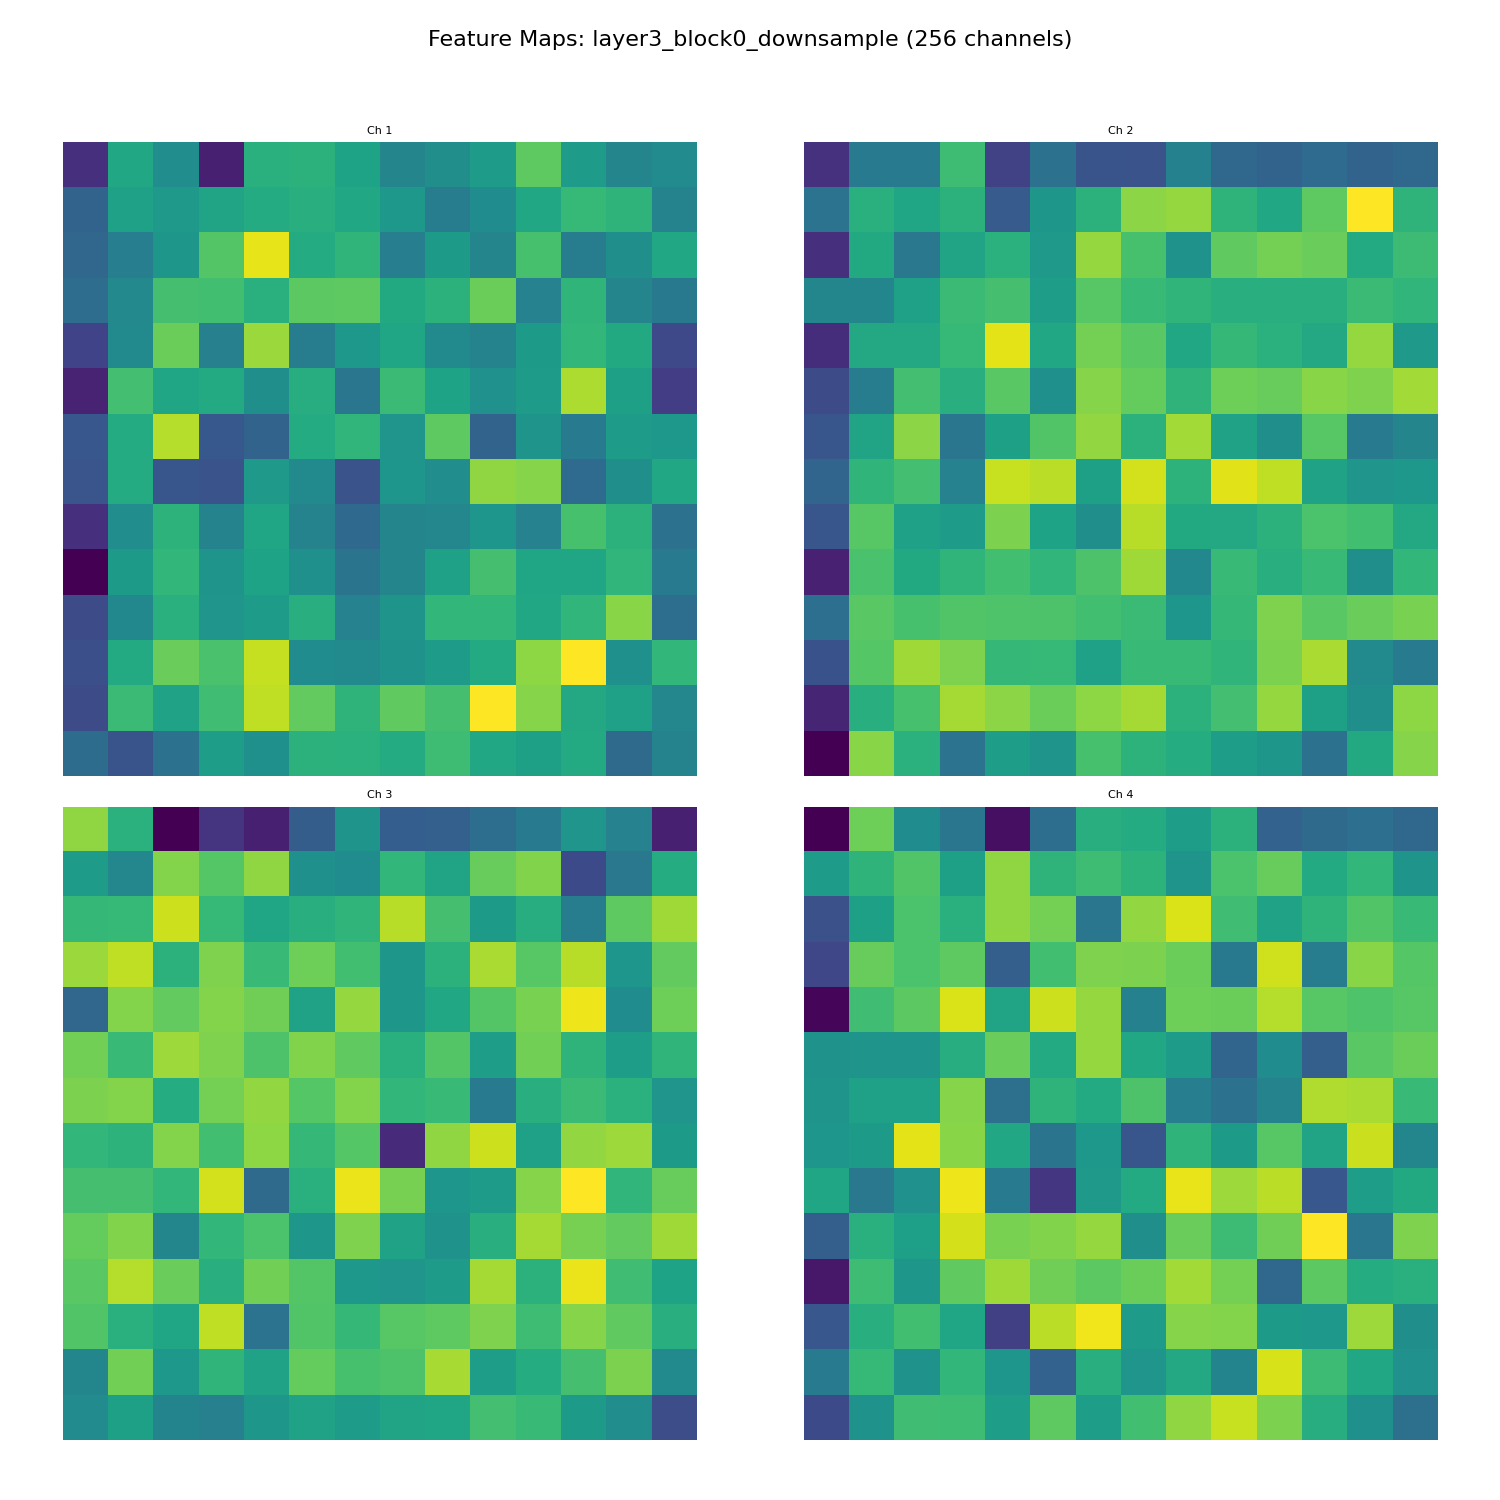 Feature Maps: layer3_block0_downsample (256 channels)
Ch 1
Ch 2
Ch 3
Ch 4